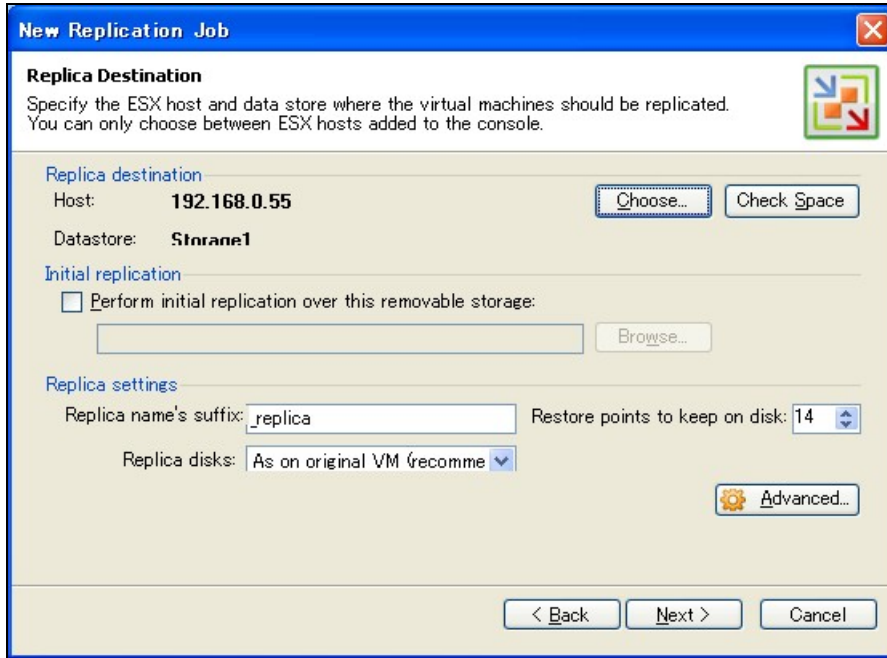 New Replication Job
Replica Destination
Specify the ESX host and data store where the virtual machines should be replicated.
You can only choose between ESX hosts added to the console.
Replica destination
Host: 192.168.0.55 Choose... Check Space
Datastore: Storage1
Initial replication
Perform initial replication over this removable storage:
Browse...
Replica settings
Replica name's suffix: _replica Restore points to keep on disk: 14
Replica disks: As on original VM (recomme
Advanced...
< Back Next > Cancel